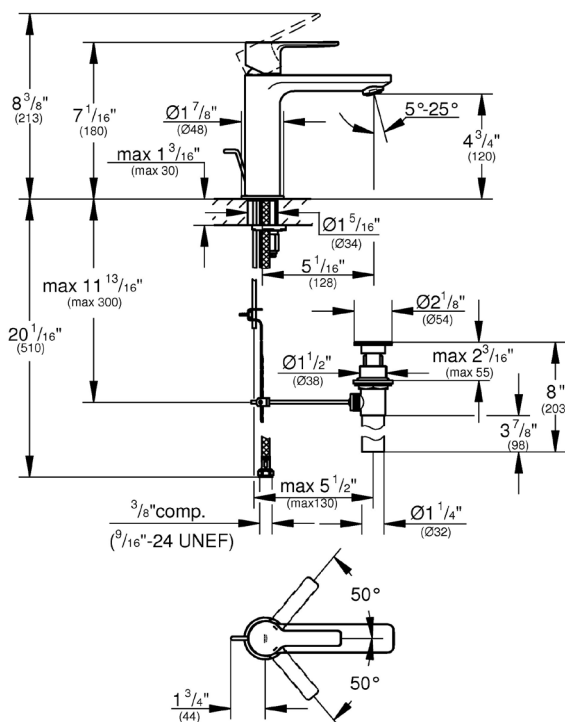 8 3/8"
(213)
7 1/16"
(180)
Ø1 7/8"
(Ø48)
5°-25°
4 3/4"
(120)
max 1 3/16"
(max 30)
Ø1 5/16"
(Ø34)
5 1/16"
(128)
max 11 13/16"
(max 300)
20 1/16"
(510)
Ø2 1/8"
(Ø54)
Ø1 1/2"
(Ø38)
max 2 3/16"
(max 55)
8"
(203)
3 7/8"
(98)
max 5 1/2"
(max130)
3/8"comp.
(9/16"-24 UNEF)
Ø1 1/4"
(Ø32)
50°
50°
1 3/4"
(44)